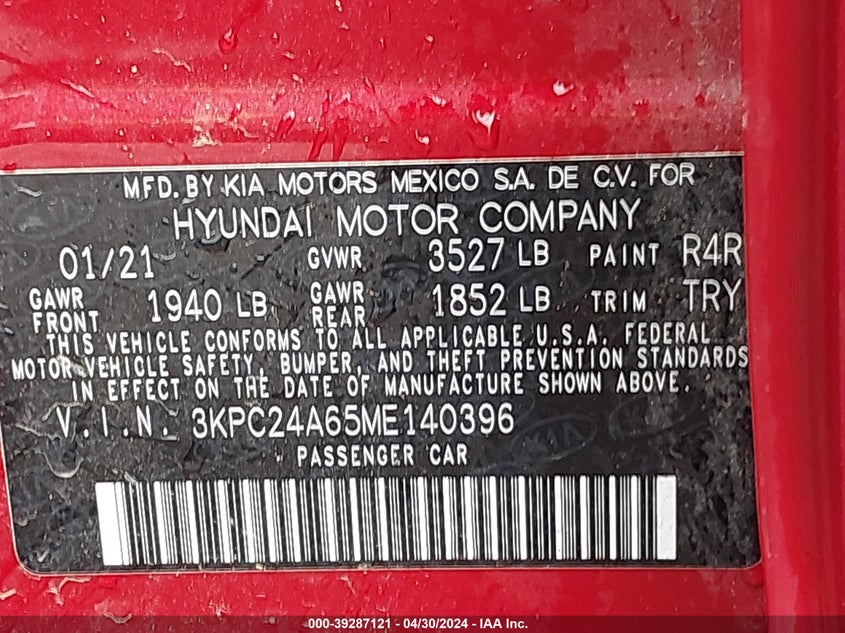 MFD. BY KIA MOTORS MEXICO S.A. DE C.V. FOR
HYUNDAI MOTOR COMPANY
01/21 GVWR 3527 LB PAINT R4R
GAWR FRONT 1940 LB GAWR REAR 1852 LB TRIM TRY
THIS VEHICLE CONFORMS TO ALL APPLICABLE U.S.A. FEDERAL
MOTOR VEHICLE SAFETY, BUMPER, AND THEFT PREVENTION STANDARDS
IN EFFECT ON THE DATE OF MANUFACTURE SHOWN ABOVE.
V.I.N. 3KPC24A65ME140396
KIA
PASSENGER CAR
000-39287121 - 04/30/2024 - IAA Inc.